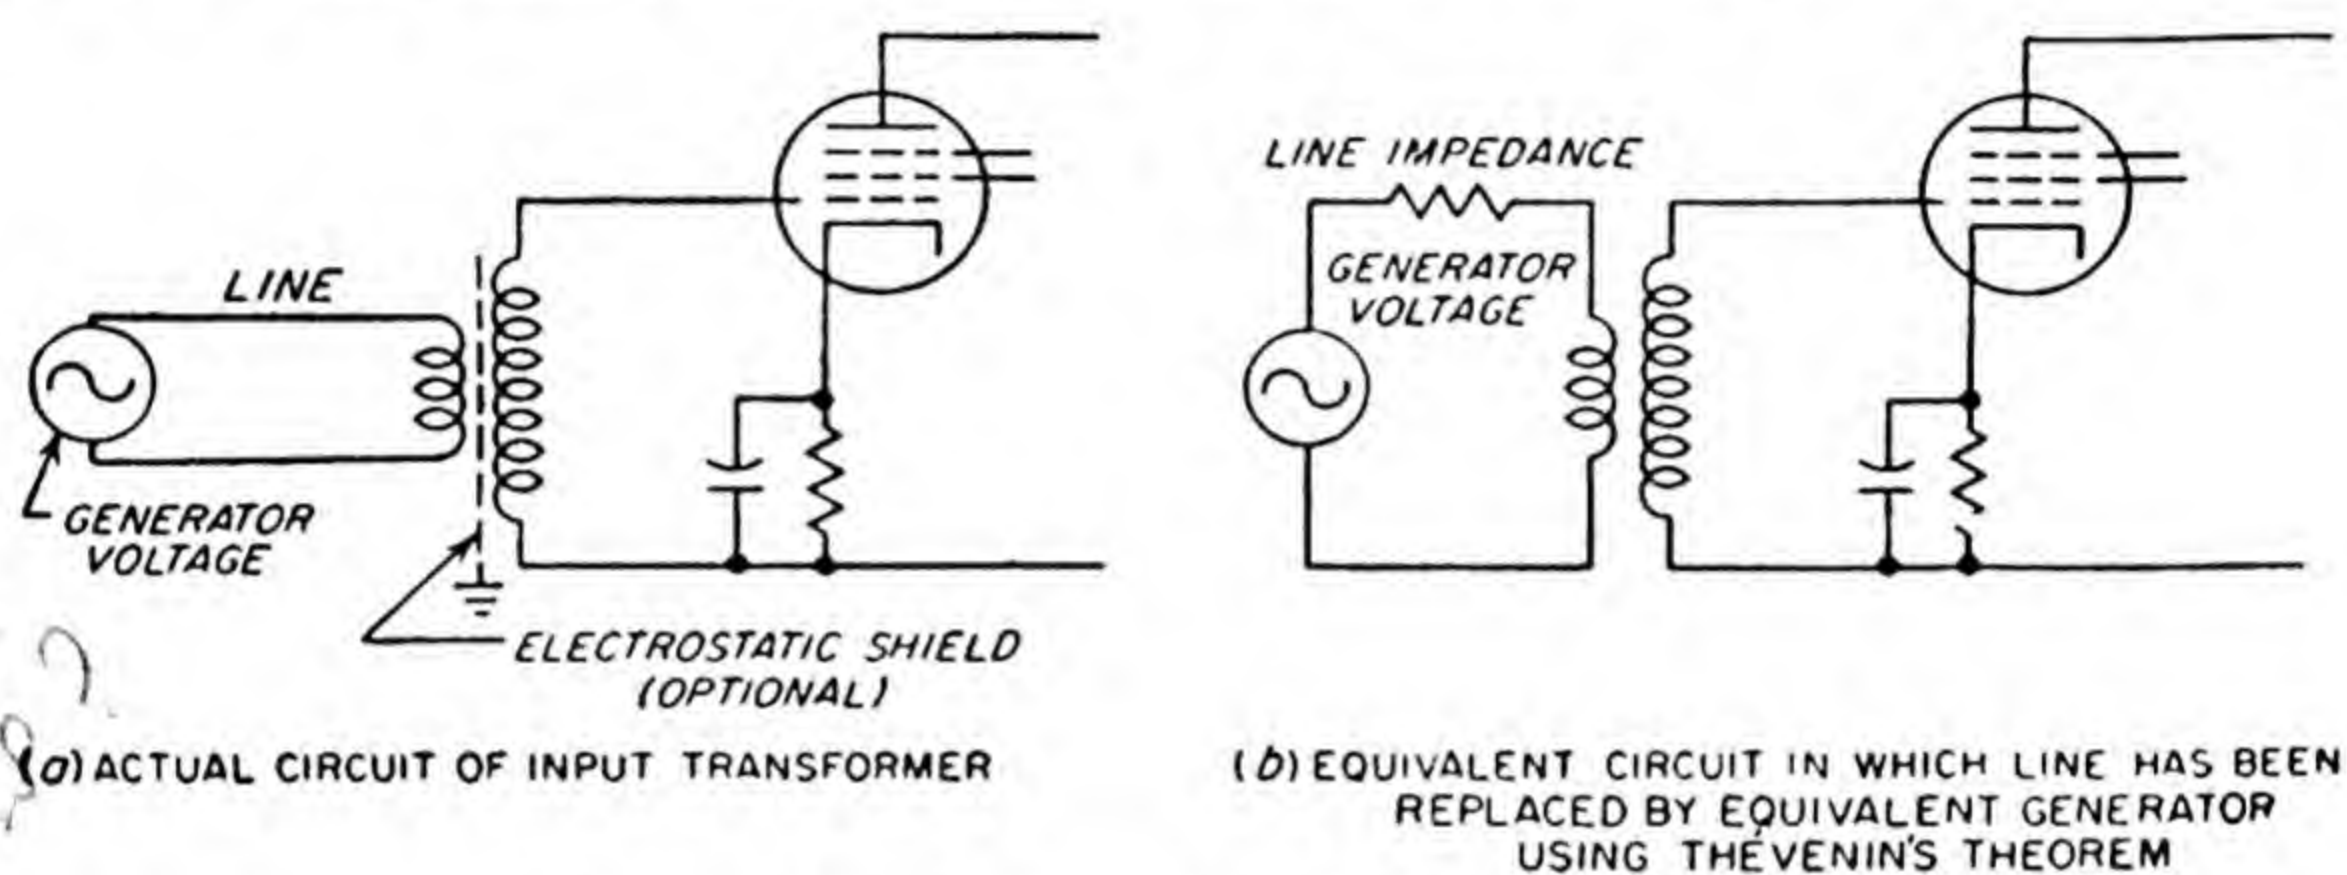 LINE
GENERATOR
VOLTAGE
ELECTROSTATIC SHIELD
(OPTIONAL)
(a) ACTUAL CIRCUIT OF INPUT TRANSFORMER
LINE IMPEDANCE
GENERATOR
VOLTAGE
(b) EQUIVALENT CIRCUIT IN WHICH LINE HAS BEEN
REPLACED BY EQUIVALENT GENERATOR
USING THÉVENIN'S THEOREM